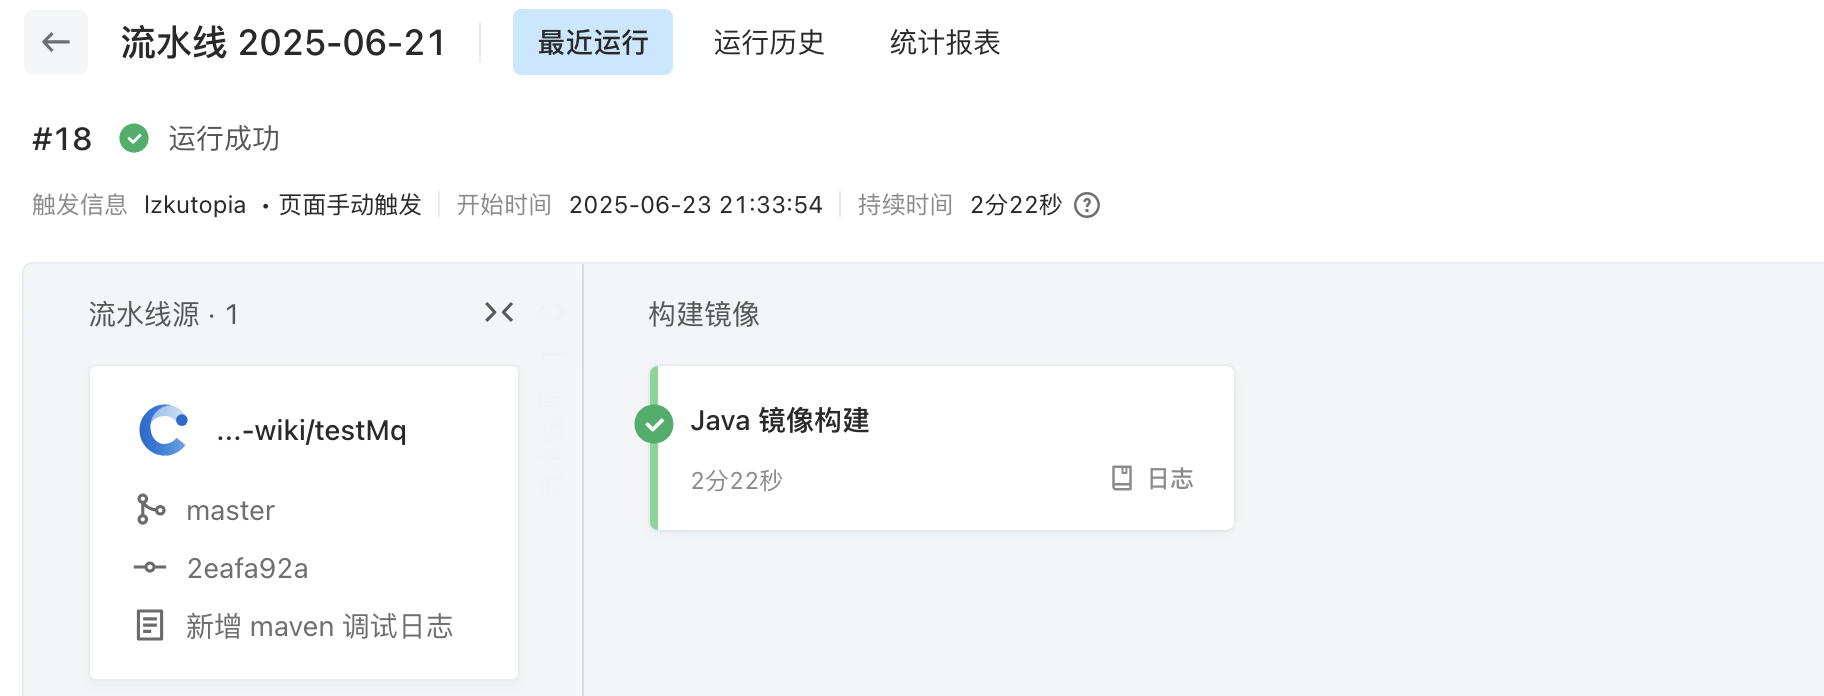 流水线 2025-06-21 最近运行 运行历史 统计报表
#18 运行成功
触发信息 lzkutopia • 页面手动触发 开始时间 2025-06-23 21:33:54 持续时间 2分22秒
流水线源 · 1
...-wiki/testMq
master
2eafa92a
新增 maven 调试日志
构建镜像
Java 镜像构建
2分22秒 日志